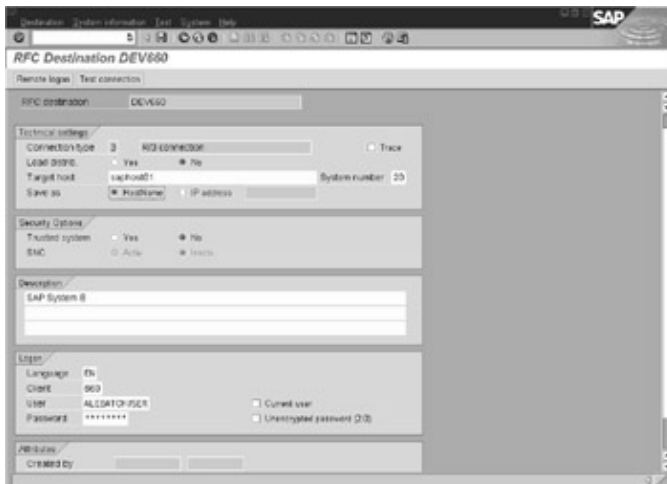 Destination System information Test System Help
SAP
RFC Destination DEV660
Remote logon Test connection
RFC destination DEV660
Technical settings
Connection type 3 R/3 connection Trace
Load distrib. Yes No
Target host saphost01 System number 20
Save as HostName IP address
Security Options
Trusted system Yes No
SNC Activ. Inactv.
Description
SAP System B
Logon
Language EN
Client 660
User ALEBATCHUSER Current user
Password ******** Unencrypted password (2.0)
Attributes
Created by